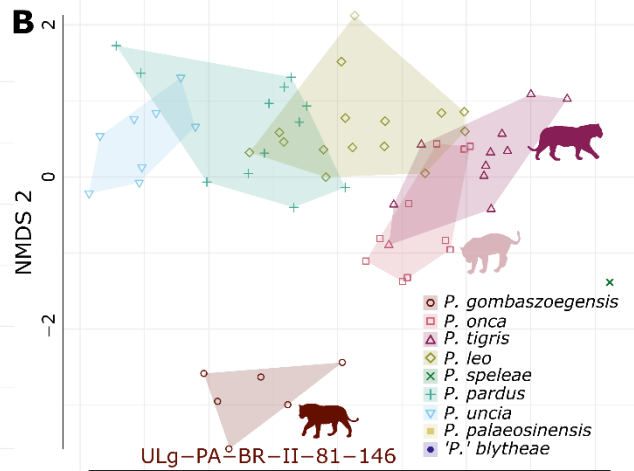 B
2
0
−2
NMDS 2
P. gombaszoegensis
P. onca
P. tigris
P. leo
P. speleae
P. pardus
P. uncia
P. palaeosinensis
'P.' blytheae
ULg−PA−BR−II−81−146